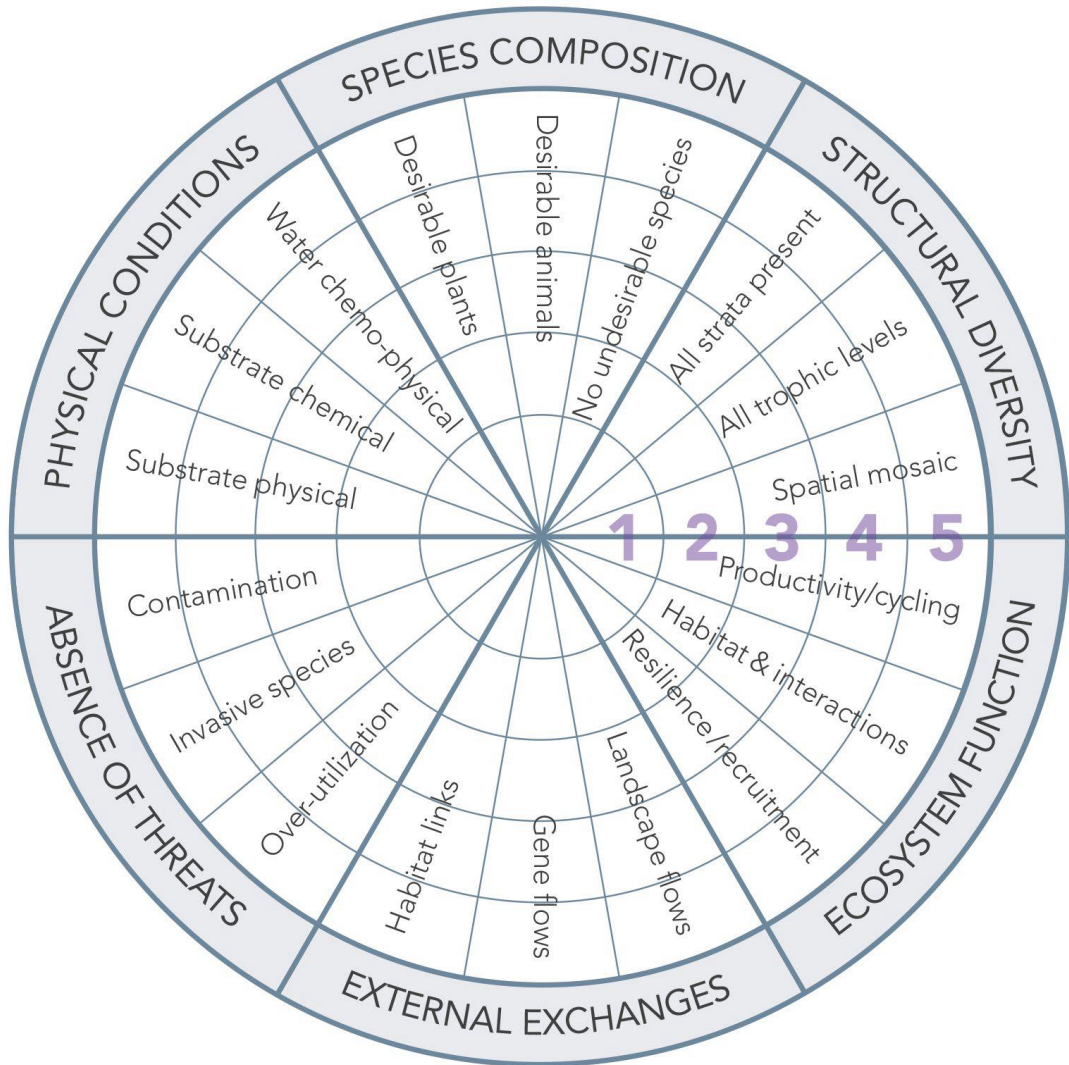 SPECIES COMPOSITION
Desirable plants
Desirable animals
No undesirable species
STRUCTURAL DIVERSITY
All strata present
All trophic levels
Spatial mosaic
1 2 3 4 5
ECOSYSTEM FUNCTION
Productivity/cycling
Habitat & interactions
Resilience/recruitment
EXTERNAL EXCHANGES
Landscape flows
Gene flows
Habitat links
ABSENCE OF THREATS
Over-utilization
Invasive species
Contamination
PHYSICAL CONDITIONS
Substrate physical
Substrate chemical
Water chemo-physical